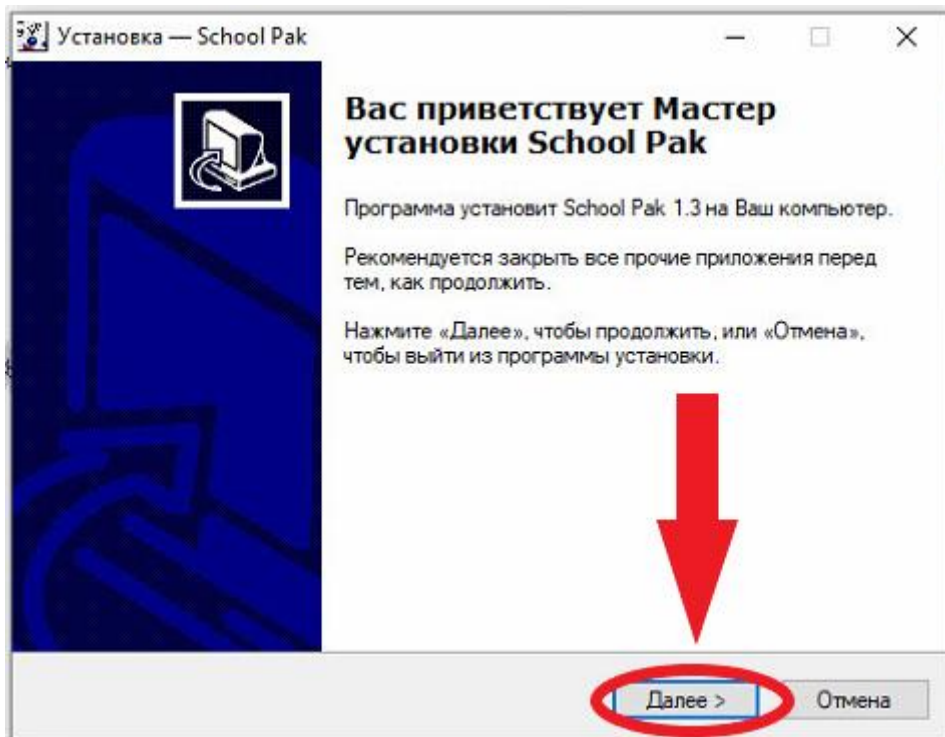 Установка — School Pak
Вас приветствует Мастер
установки School Pak
Программа установит School Pak 1.3 на Ваш компьютер.
Рекомендуется закрыть все прочие приложения перед
тем, как продолжить.
Нажмите «Далее», чтобы продолжить, или «Отмена»,
чтобы выйти из программы установки.
Далее >
Отмена